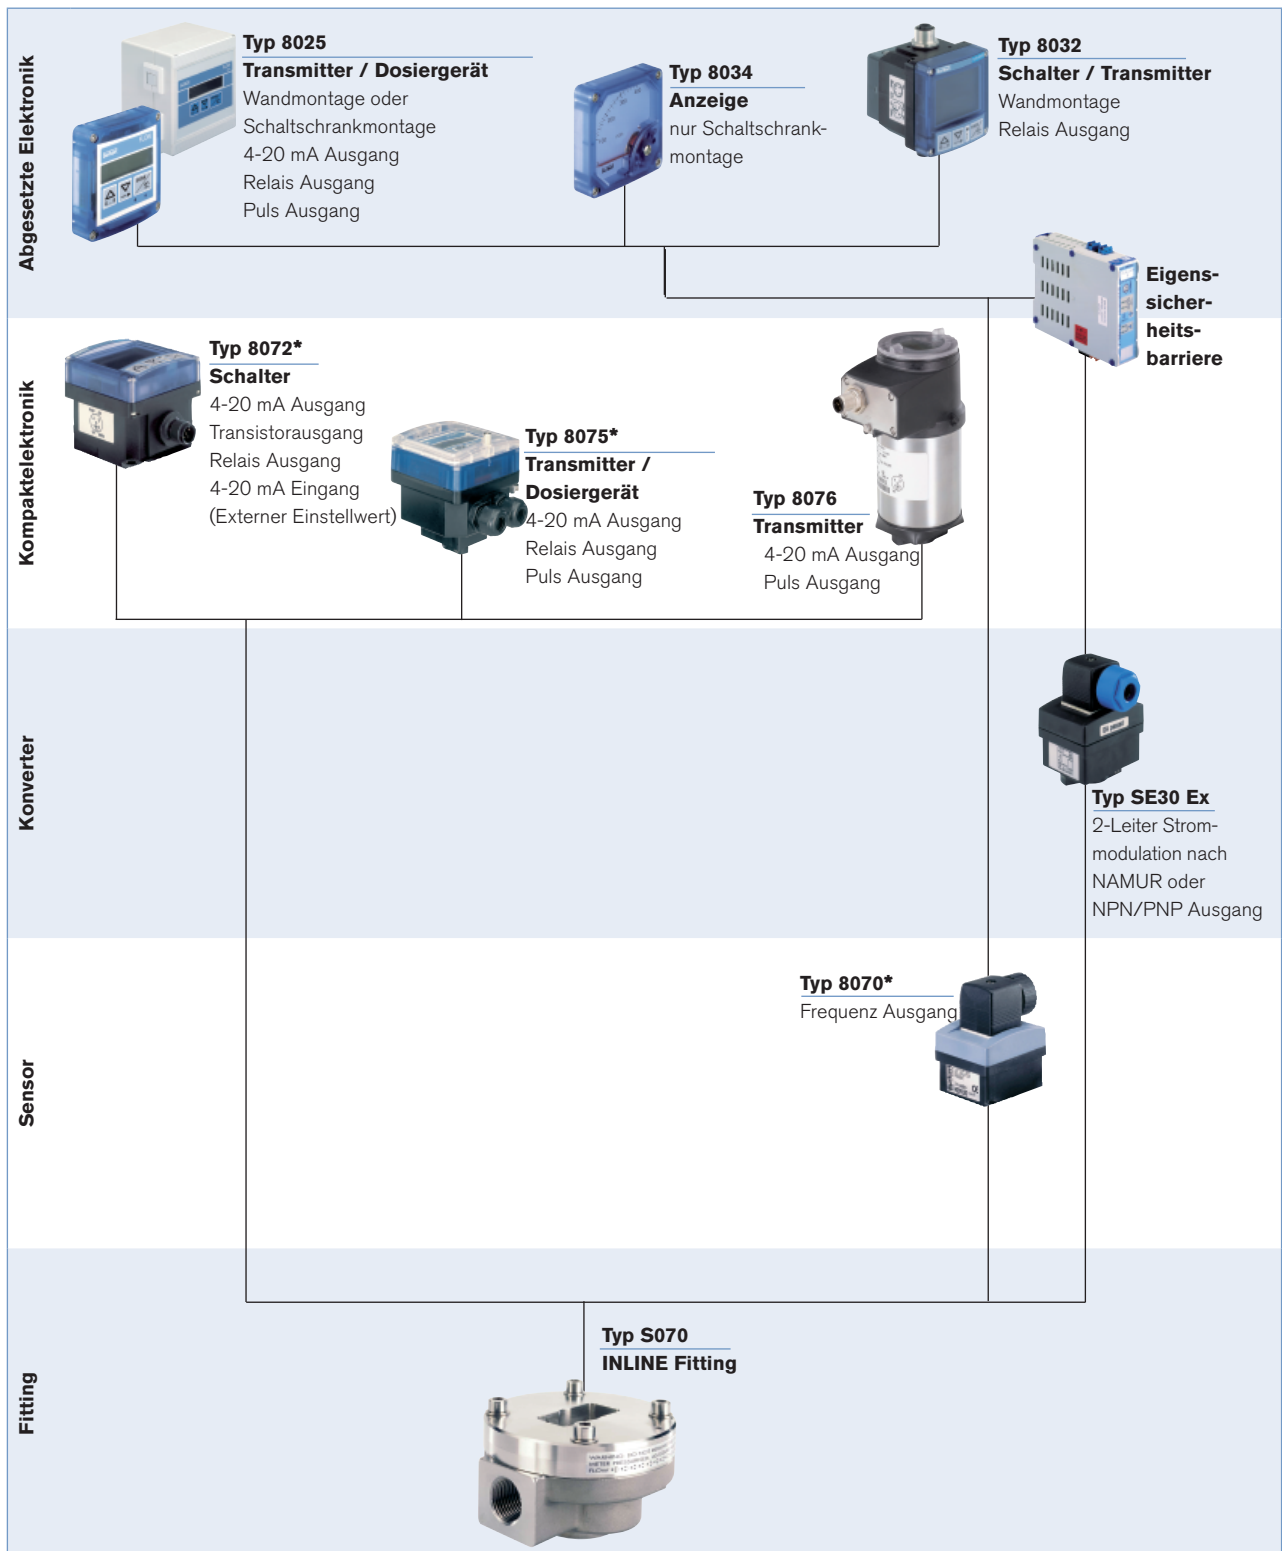 Abgesetzte Elektronik
Typ 8025
Transmitter / Dosiergerät
Wandmontage oder
Schaltschrankmontage
4-20 mA Ausgang
Relais Ausgang
Puls Ausgang
Typ 8034
Anzeige
nur Schaltschrank-
montage
Typ 8032
Schalter / Transmitter
Wandmontage
Relais Ausgang
Eigens-
sicher-
heits-
barriere
Kompaktelektronik
Typ 8072*
Schalter
4-20 mA Ausgang
Transistorausgang
Relais Ausgang
4-20 mA Eingang
(Externer Einstellwert)
Typ 8075*
Transmitter /
Dosiergerät
4-20 mA Ausgang
Relais Ausgang
Puls Ausgang
Typ 8076
Transmitter
4-20 mA Ausgang
Puls Ausgang
Konverter
Typ SE30 Ex
2-Leiter Strom-
modulation nach
NAMUR oder
NPN/PNP Ausgang
Sensor
Typ 8070*
Frequenz Ausgang
Fitting
Typ S070
INLINE Fitting